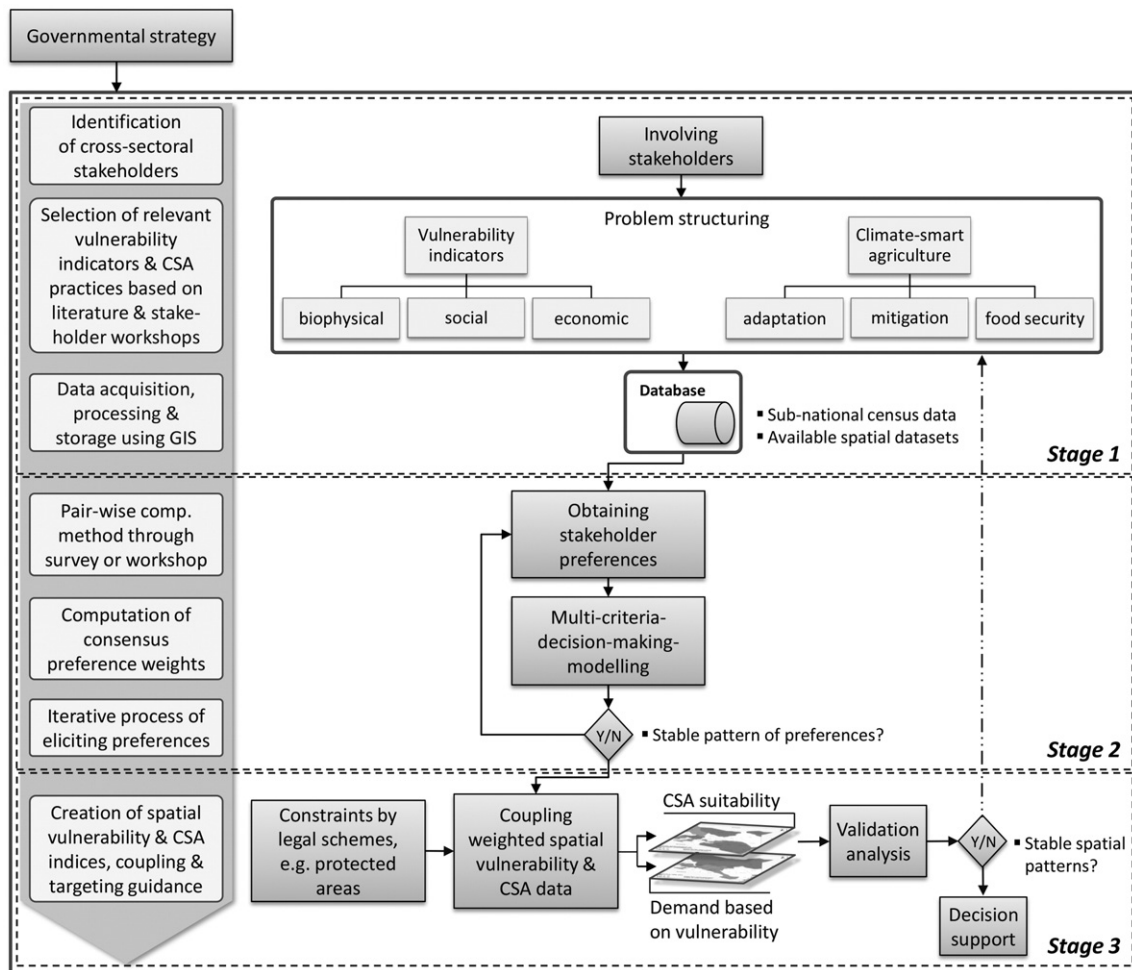 Governmental strategy
Identification
of cross-sectoral
stakeholders
Selection of relevant
vulnerability
indicators & CSA
practices based on
literature & stake-
holder workshops
Data acquisition,
processing &
storage using GIS
Involving
stakeholders
Problem structuring
Vulnerability
indicators
biophysical
social
economic
Climate-smart
agriculture
adaptation
mitigation
food security
Database
▪ Sub-national census data
▪ Available spatial datasets
Stage 1
Pair-wise comp.
method through
survey or workshop
Computation of
consensus
preference weights
Iterative process of
eliciting preferences
Obtaining
stakeholder
preferences
Multi-criteria-
decision-making-
modelling
Y/N
▪ Stable pattern of preferences?
Stage 2
Creation of spatial
vulnerability & CSA
indices, coupling &
targeting guidance
Constraints by
legal schemes,
e.g. protected
areas
Coupling
weighted spatial
vulnerability &
CSA data
CSA suitability
Demand based
on vulnerability
Validation
analysis
Y/N
▪ Stable spatial
patterns?
Decision
support
Stage 3